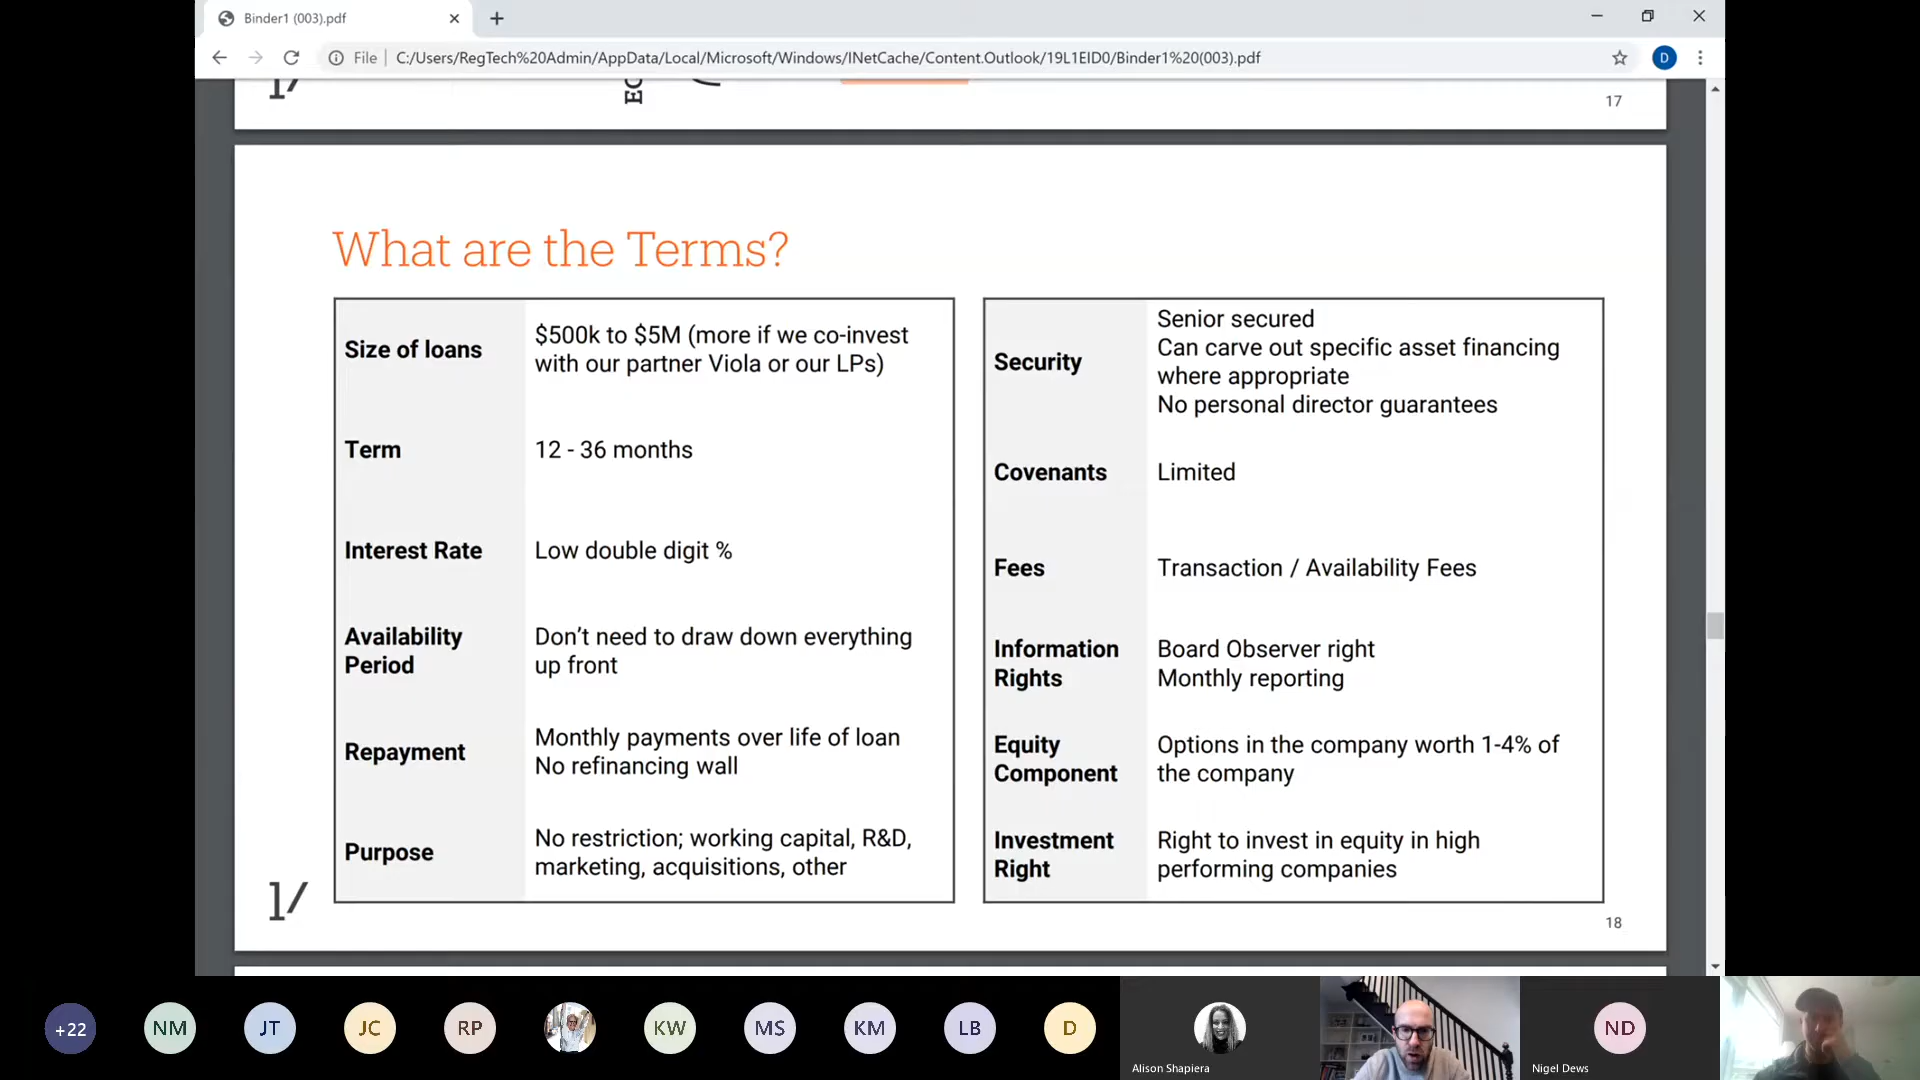 Binder1 (003).pdf
File
C:/Users/RegTech%20Admin/AppData/Local/Microsoft/Windows/INetCache/Content.Outlook/19L1EID0/Binder1%20(003).pdf
D
17
What are the Terms?
Size of loans
$500k to $5M (more if we co-invest
with our partner Viola or our LPs)
Term
12 - 36 months
Interest Rate
Low double digit %
Availability
Period
Don’t need to draw down everything
up front
Repayment
Monthly payments over life of loan
No refinancing wall
Purpose
No restriction; working capital, R&D,
marketing, acquisitions, other
Security
Senior secured
Can carve out specific asset financing
where appropriate
No personal director guarantees
Covenants
Limited
Fees
Transaction / Availability Fees
Information
Rights
Board Observer right
Monthly reporting
Equity
Component
Options in the company worth 1-4% of
the company
Investment
Right
Right to invest in equity in high
performing companies
1/
18
+22
NM
JT
JC
RP
KW
MS
KM
LB
D
Alison Shapiera
ND
Nigel Dews